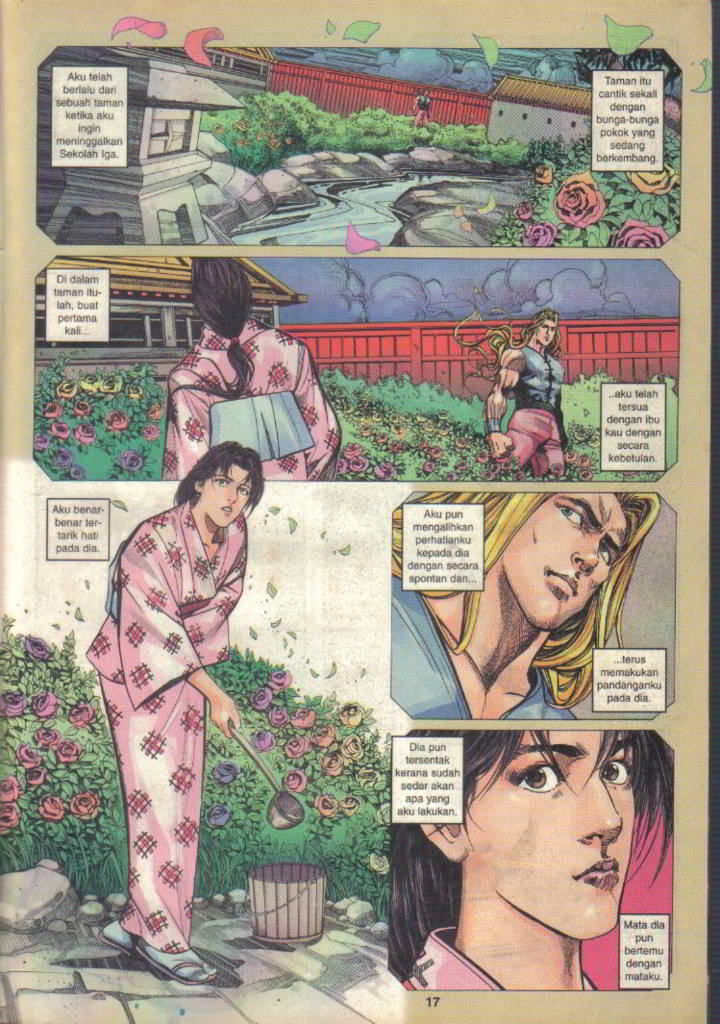 Aku telah
berlalu dari
sebuah taman
ketika aku
ingin
meninggalkan
Sekolah Iga.
Taman itu
cantik sekali
dengan
bunga-bunga
pokok yang
sedang
berkembang.
Di dalam
taman itu-
lah, buat
pertama
kali...
..aku telah
tersua
dengan ibu
kau dengan
secara
kebetulan.
Aku benar-
benar ter-
tarik hati
pada dia.
Aku pun
mengalihkan
perhatianku
kepada dia
dengan secara
spontan dan...
...terus
memakukan
pandanganku
pada dia.
Dia pun
tersentak
kerana sudah
sedar akan
apa yang
aku lakukan.
Mata dia
pun
bertemu
dengan
mataku.
17